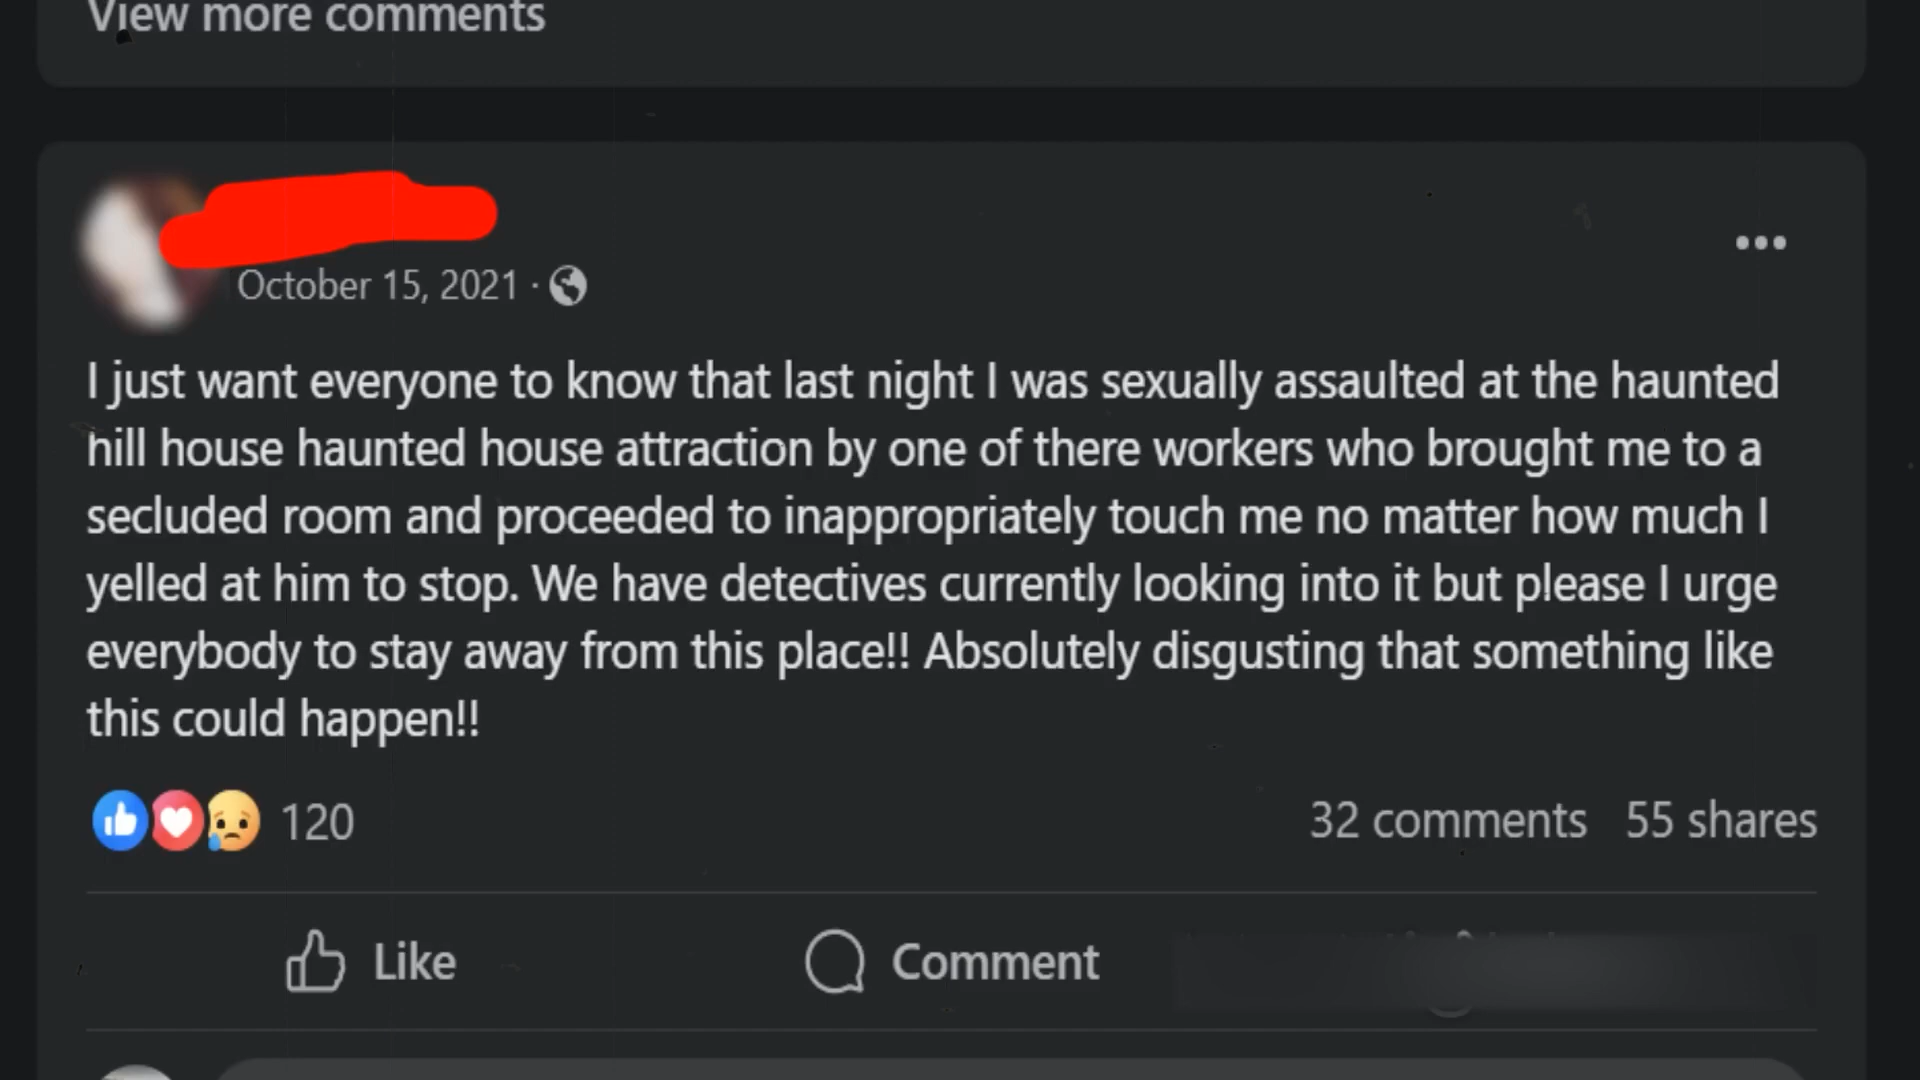 View more comments
October 15, 2021 ·
I just want everyone to know that last night I was sexually assaulted at the haunted
hill house haunted house attraction by one of there workers who brought me to a
secluded room and proceeded to inappropriately touch me no matter how much I
yelled at him to stop. We have detectives currently looking into it but please I urge
everybody to stay away from this place!! Absolutely disgusting that something like
this could happen!!
120
32 comments 55 shares
Like
Comment